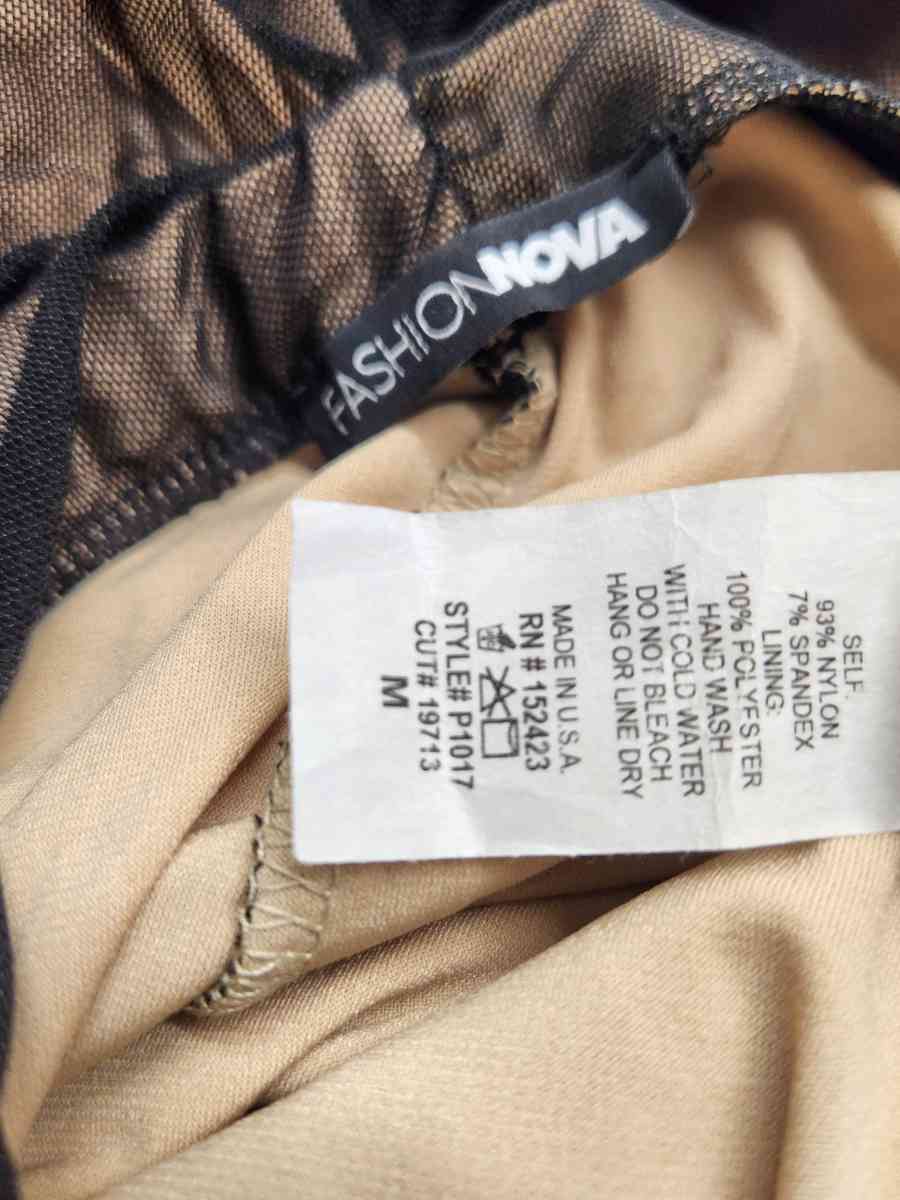 FASHIONNOVA
SELF:
93% NYLON
7% SPANDEX
LINING:
100% POLYESTER
HAND WASH
WITH COLD WATER
DO NOT BLEACH
HANG OR LINE DRY
MADE IN U.S.A.
RN # 152423
STYLE# P1017
CUT# 19713
M